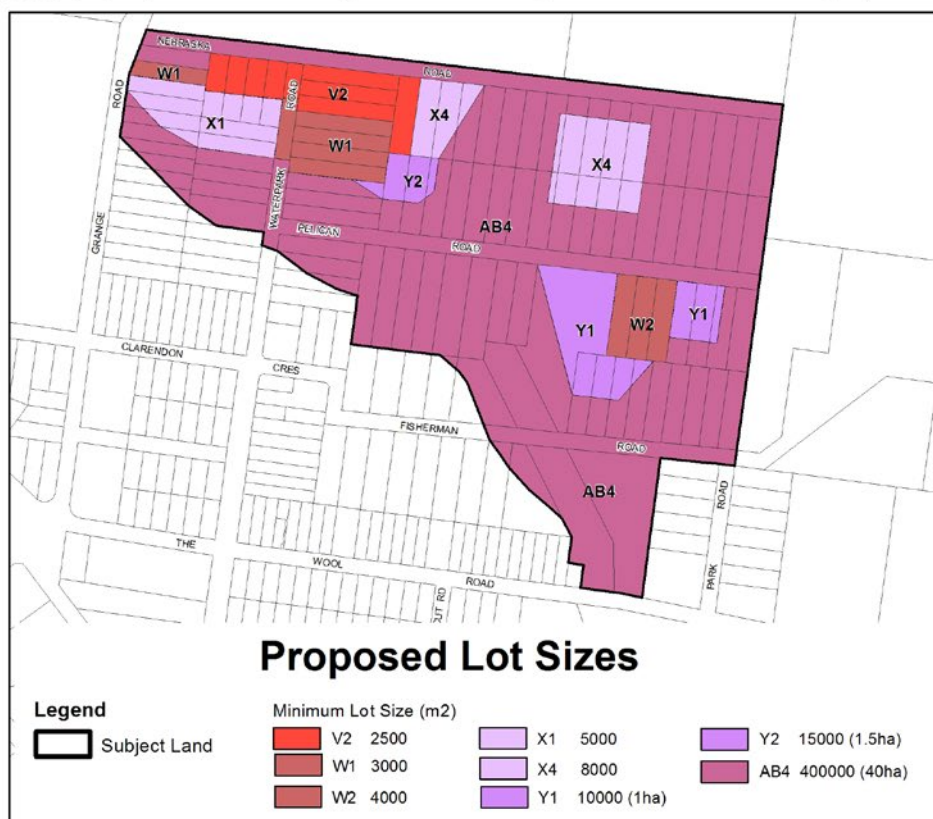 NEBRASKA
ROAD
W1
V2
ROAD
X4
ROAD
X1
W1
X4
Y2
WATERPARK
AB4
PELICAN
ROAD
GRANGE
Y1
W2
Y1
CLARENDON
CRES
FISHERMAN
ROAD
AB4
ROAD
THE
WOOL
ROAD
PARK
RD
Proposed Lot Sizes
Legend
Subject Land
Minimum Lot Size (m2)
V2 2500
W1 3000
W2 4000
X1 5000
X4 8000
Y1 10000 (1ha)
Y2 15000 (1.5ha)
AB4 400000 (40ha)